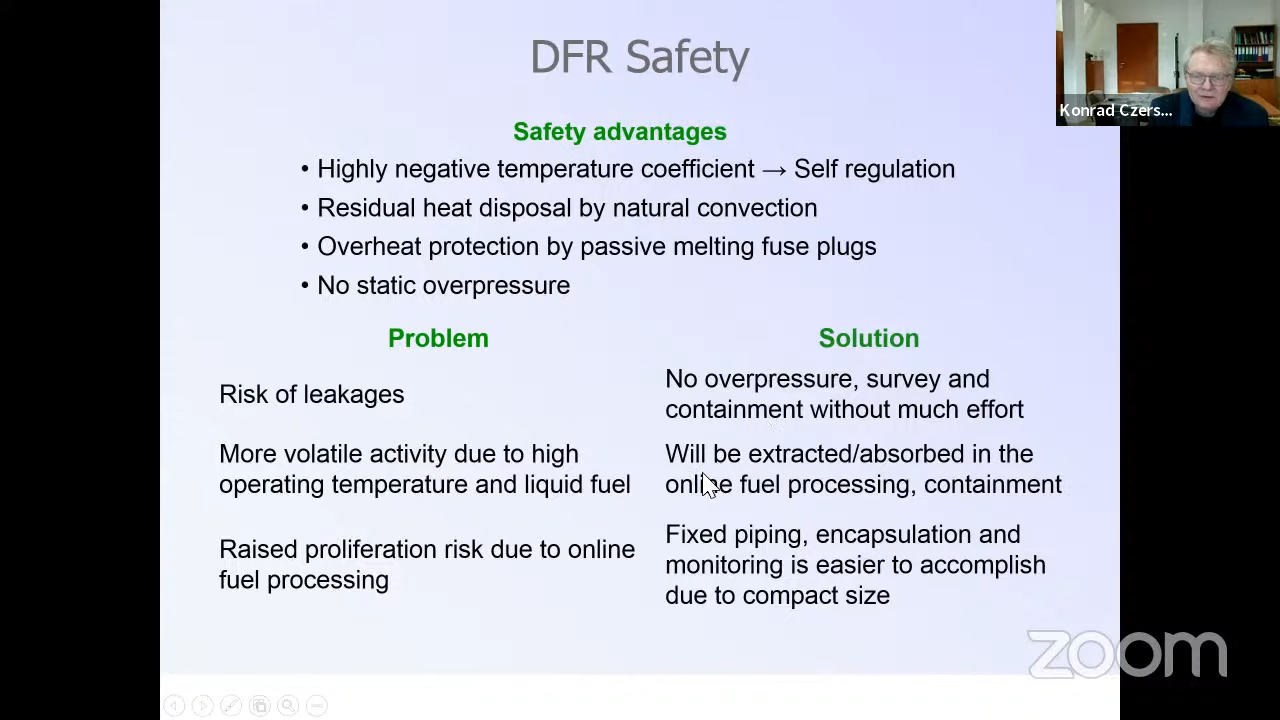 DFR Safety
Konrad Czers...
Safety advantages
• Highly negative temperature coefficient → Self regulation
• Residual heat disposal by natural convection
• Overheat protection by passive melting fuse plugs
• No static overpressure
Problem
Solution
Risk of leakages
No overpressure, survey and
containment without much effort
More volatile activity due to high
operating temperature and liquid fuel
Will be extracted/absorbed in the
online fuel processing, containment
Raised proliferation risk due to online
fuel processing
Fixed piping, encapsulation and
monitoring is easier to accomplish
due to compact size
zoom